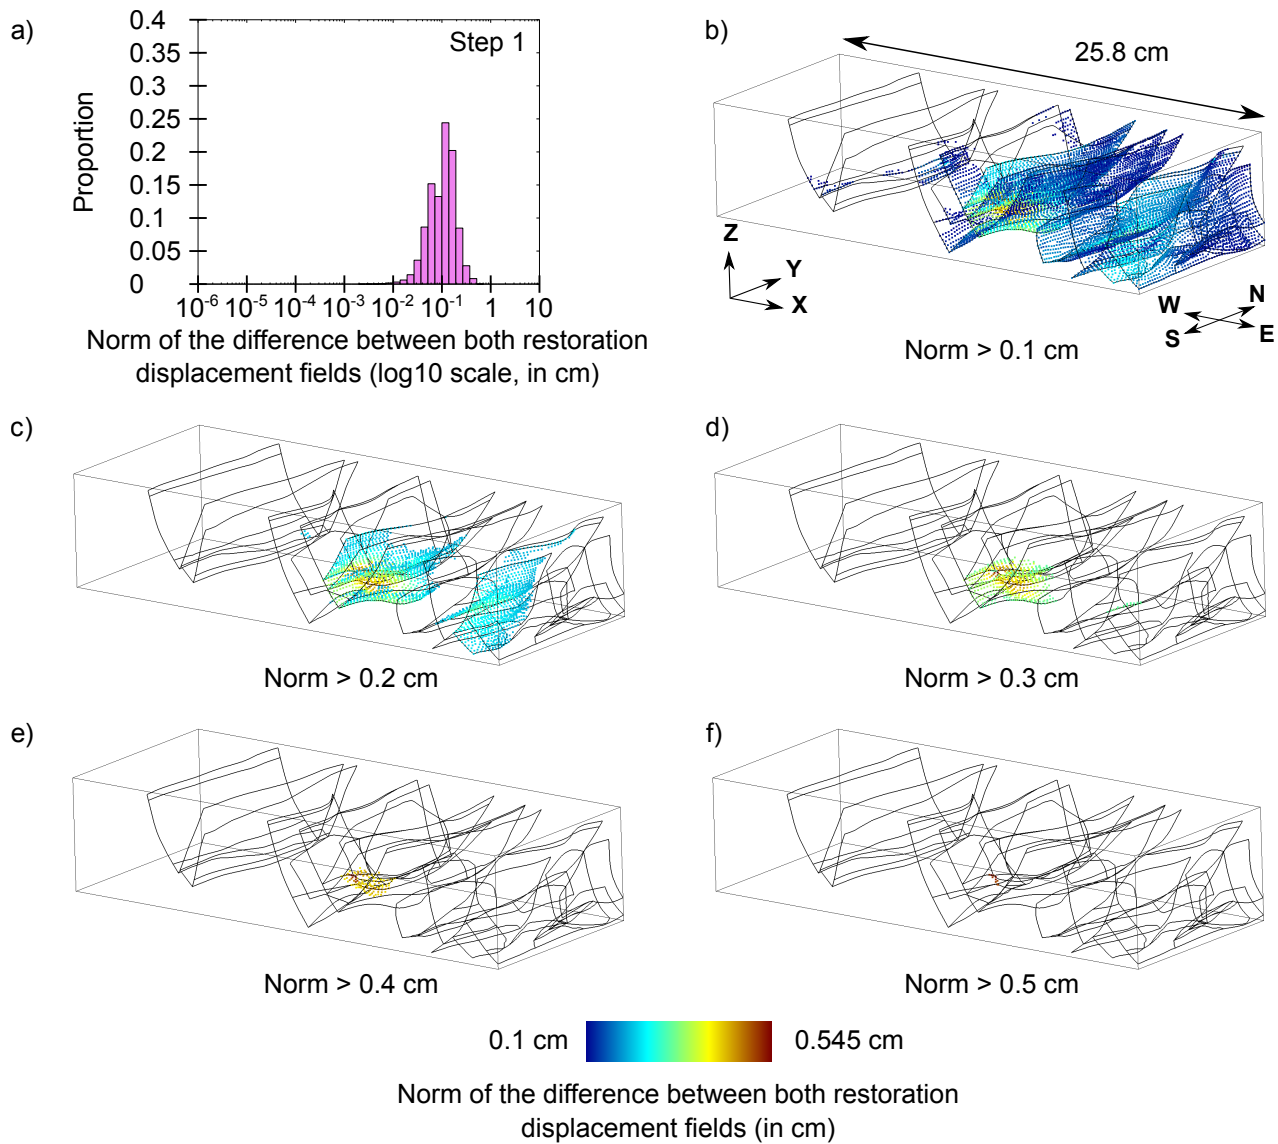 a)
0.4
0.35
0.3
0.25
0.2
0.15
0.1
0.05
0
Proportion
Step 1
10^-6 10^-5 10^-4 10^-3 10^-2 10^-1 1 10
Norm of the difference between both restoration
displacement fields (log10 scale, in cm)
b)
25.8 cm
Z
Y
X
W
N
S
E
Norm > 0.1 cm
c)
Norm > 0.2 cm
d)
Norm > 0.3 cm
e)
Norm > 0.4 cm
f)
Norm > 0.5 cm
0.1 cm
0.545 cm
Norm of the difference between both restoration
displacement fields (in cm)